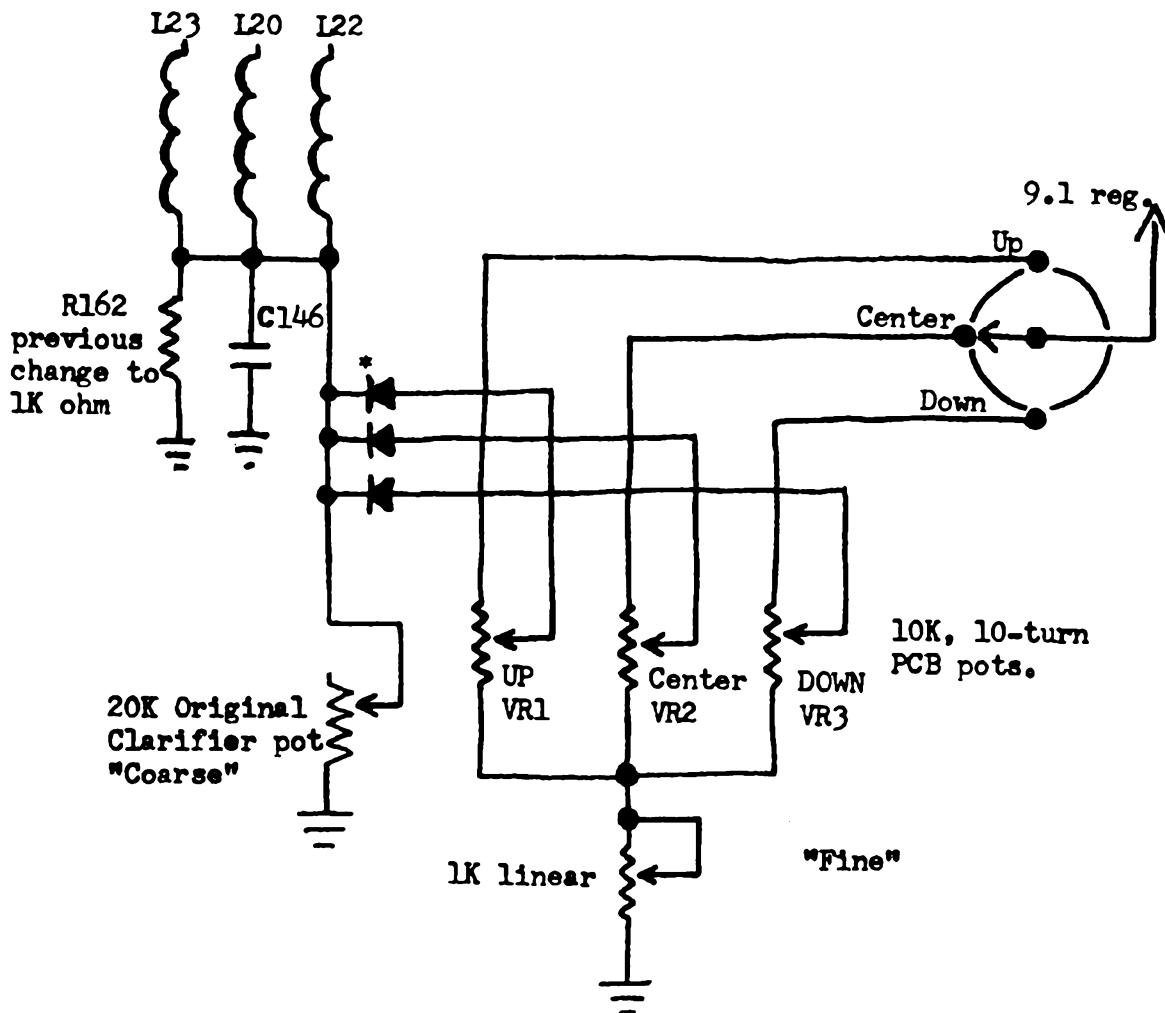 L23 L20 L22
9.1 reg.
Up
R162
previous
change to
1K ohm
C146
Center
*
Down
10K, 10-turn
PCB pots.
UP
VR1
Center
VR2
DOWN
VR3
20K Original
Clarifier pot
"Coarse"
1K linear
"Fine"